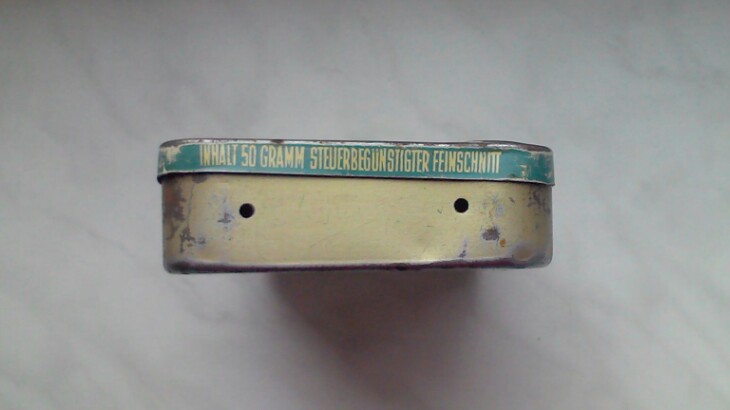 INHALT 50 GRAMM STEUERBEGÜNSTIGTER FEINSCHNITT